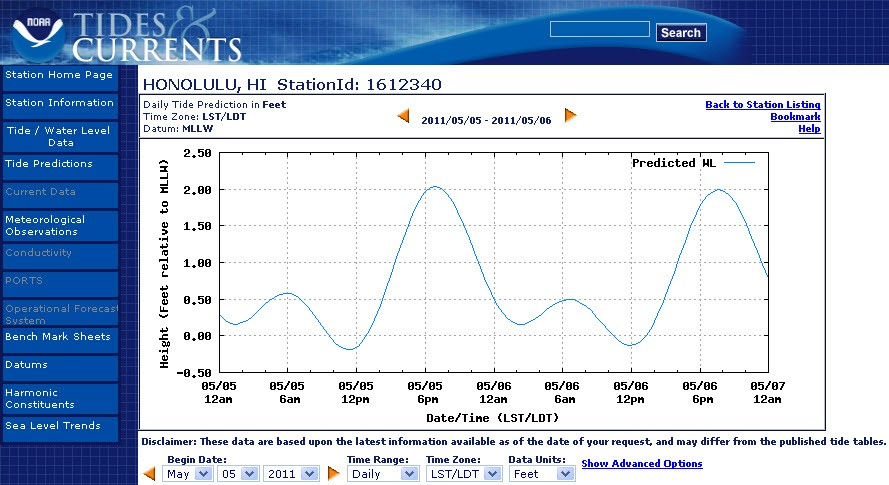 NOAA
TIDES &
CURRENTS
Search
Station Home Page
Station Information
Tide / Water Level
Data
Tide Predictions
Current Data
Meteorological
Observations
Conductivity
PORTS
Operational Forecast
System
Bench Mark Sheets
Datums
Harmonic
Constituents
Sea Level Trends
HONOLULU, HI StationId: 1612340
Daily Tide Prediction in Feet
Time Zone: LST/LDT
Datum: MLLW
2011/05/05 - 2011/05/06
Back to Station Listing
Bookmark
Help
Height (Feet relative to MLLW)
2.50
2.00
1.50
1.00
0.50
0.00
-0.50
Predicted WL
05/05 05/05 05/05 05/05 05/06 05/06 05/06 05/06 05/07
12am 6am 12pm 6pm 12am 6am 12pm 6pm 12am
Date/Time (LST/LDT)
Disclaimer: These data are based upon the latest information available as of the date of your request, and may differ from the published tide tables.
Begin Date: Time Range: Time Zone: Data Units:
May 05 2011 Daily LST/LDT Feet Show Advanced Options